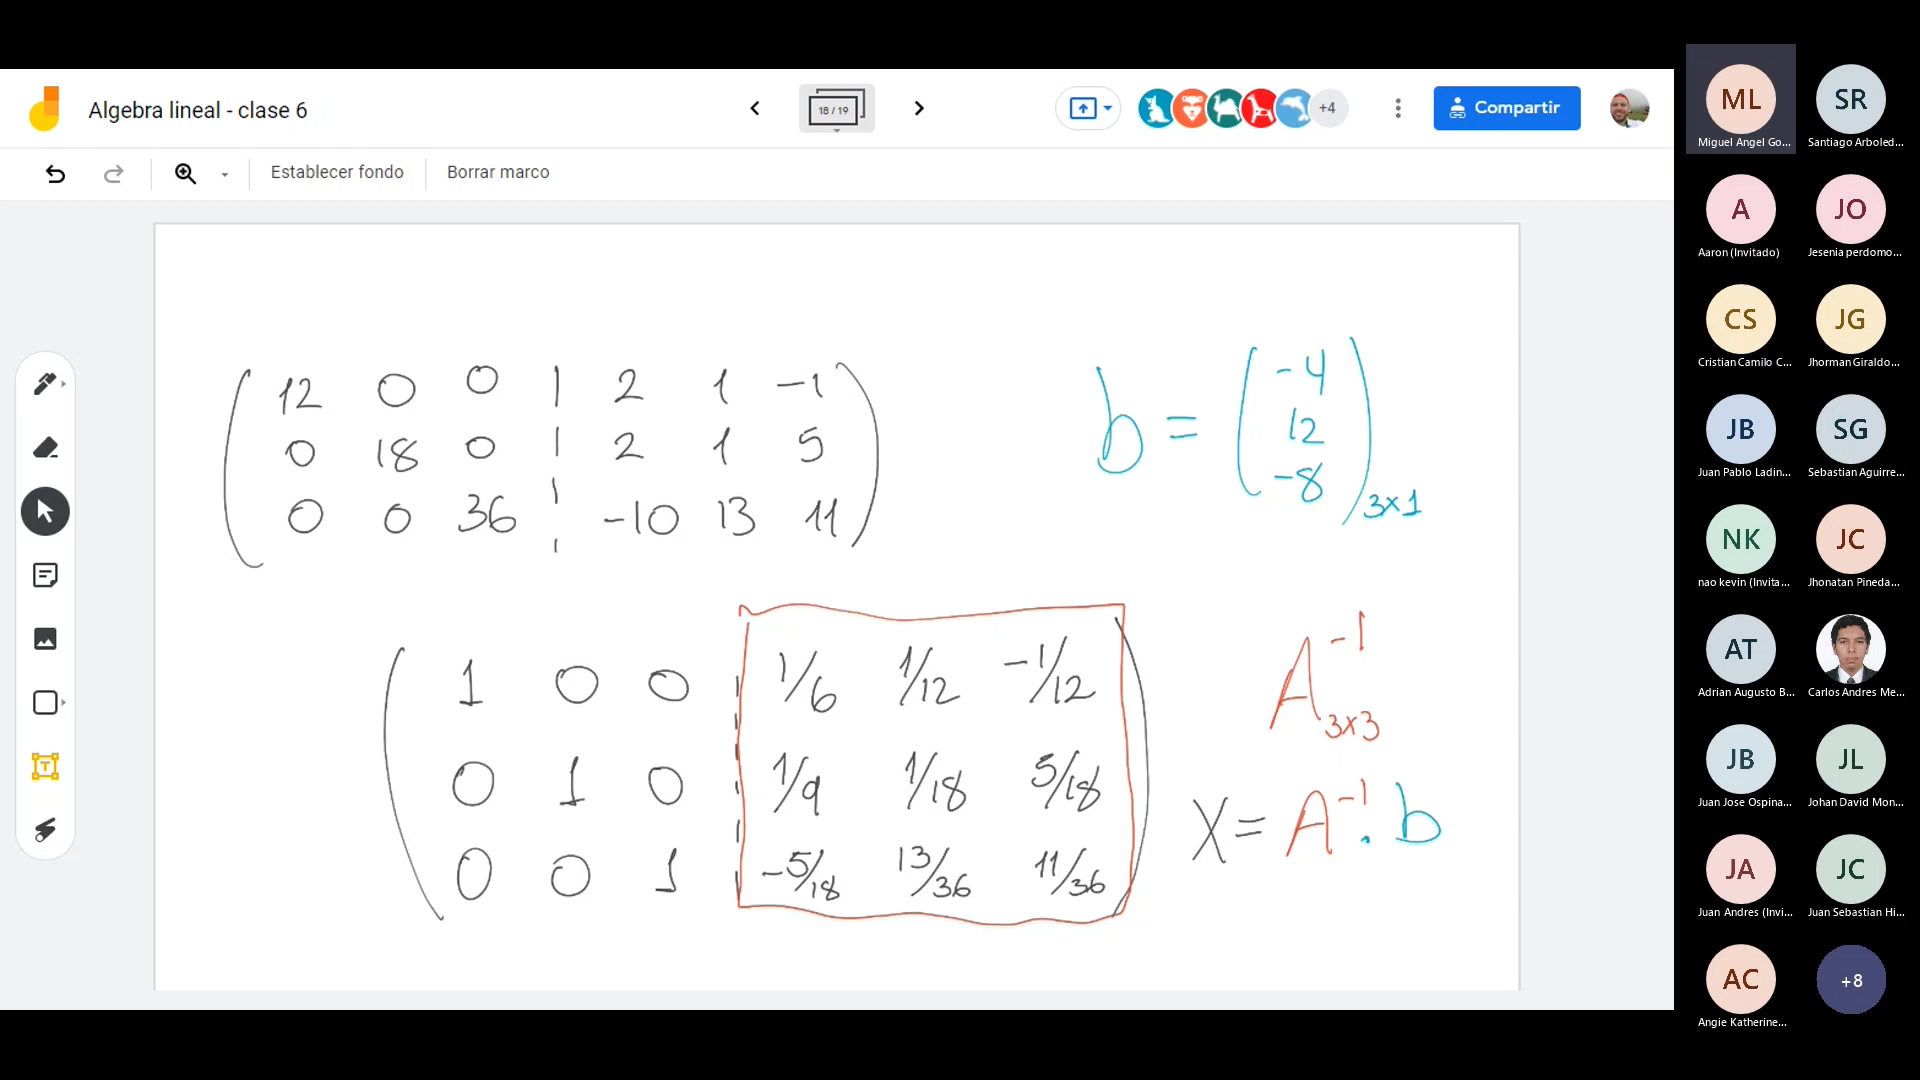 Algebra lineal - clase 6
18 / 19
+4
Compartir
Establecer fondo
Borrar marco
12 0 0 | 2 1 -1
0 18 0 | 2 1 5
0 0 36 | -10 13 11
b = ( -4
12
-8 ) 3x1
1 0 0 | 1/6 1/12 -1/12
0 1 0 | 1/9 1/18 5/18
0 0 1 | -5/18 13/36 11/36
A⁻¹ 3x3
X = A⁻¹ . b
T
ML
Miguel Angel Go...
SR
Santiago Arboled...
A
Aaron (Invitado)
JO
Jesenia perdomo...
CS
Cristian Camilo C...
JG
Jhorman Giraldo...
JB
Juan Pablo Ladin...
SG
Sebastian Aguirre...
NK
nao kevin (Invita...
JC
Jhonatan Pineda...
AT
Adrian Augusto B...
Carlos Andres Me...
JB
Juan Jose Ospina...
JL
Johan David Mon...
JA
Juan Andres (Invi...
JC
Juan Sebastian Hi...
AC
Angie Katherine...
+8